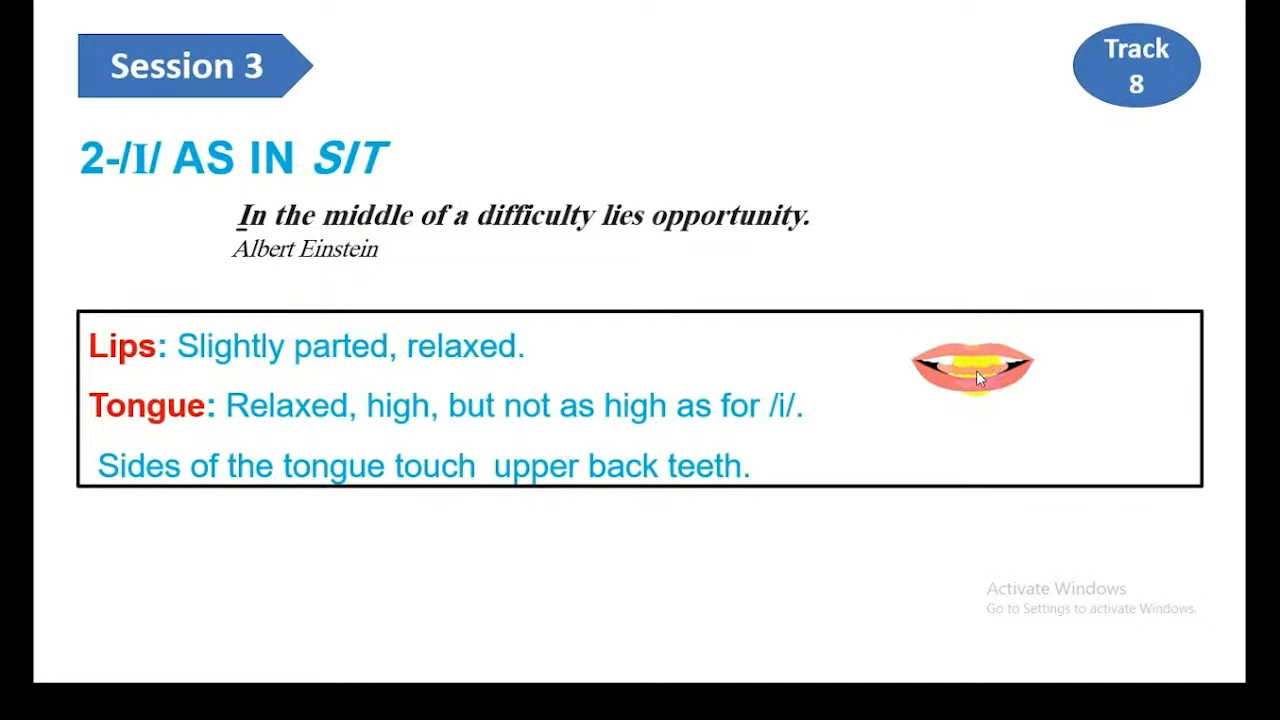 Session 3
Track
8
2-/I/ AS IN SIT
In the middle of a difficulty lies opportunity.
Albert Einstein
Lips: Slightly parted, relaxed.
Tongue: Relaxed, high, but not as high as for /i/.
Sides of the tongue touch upper back teeth.
Activate Windows
Go to Settings to activate Windows.